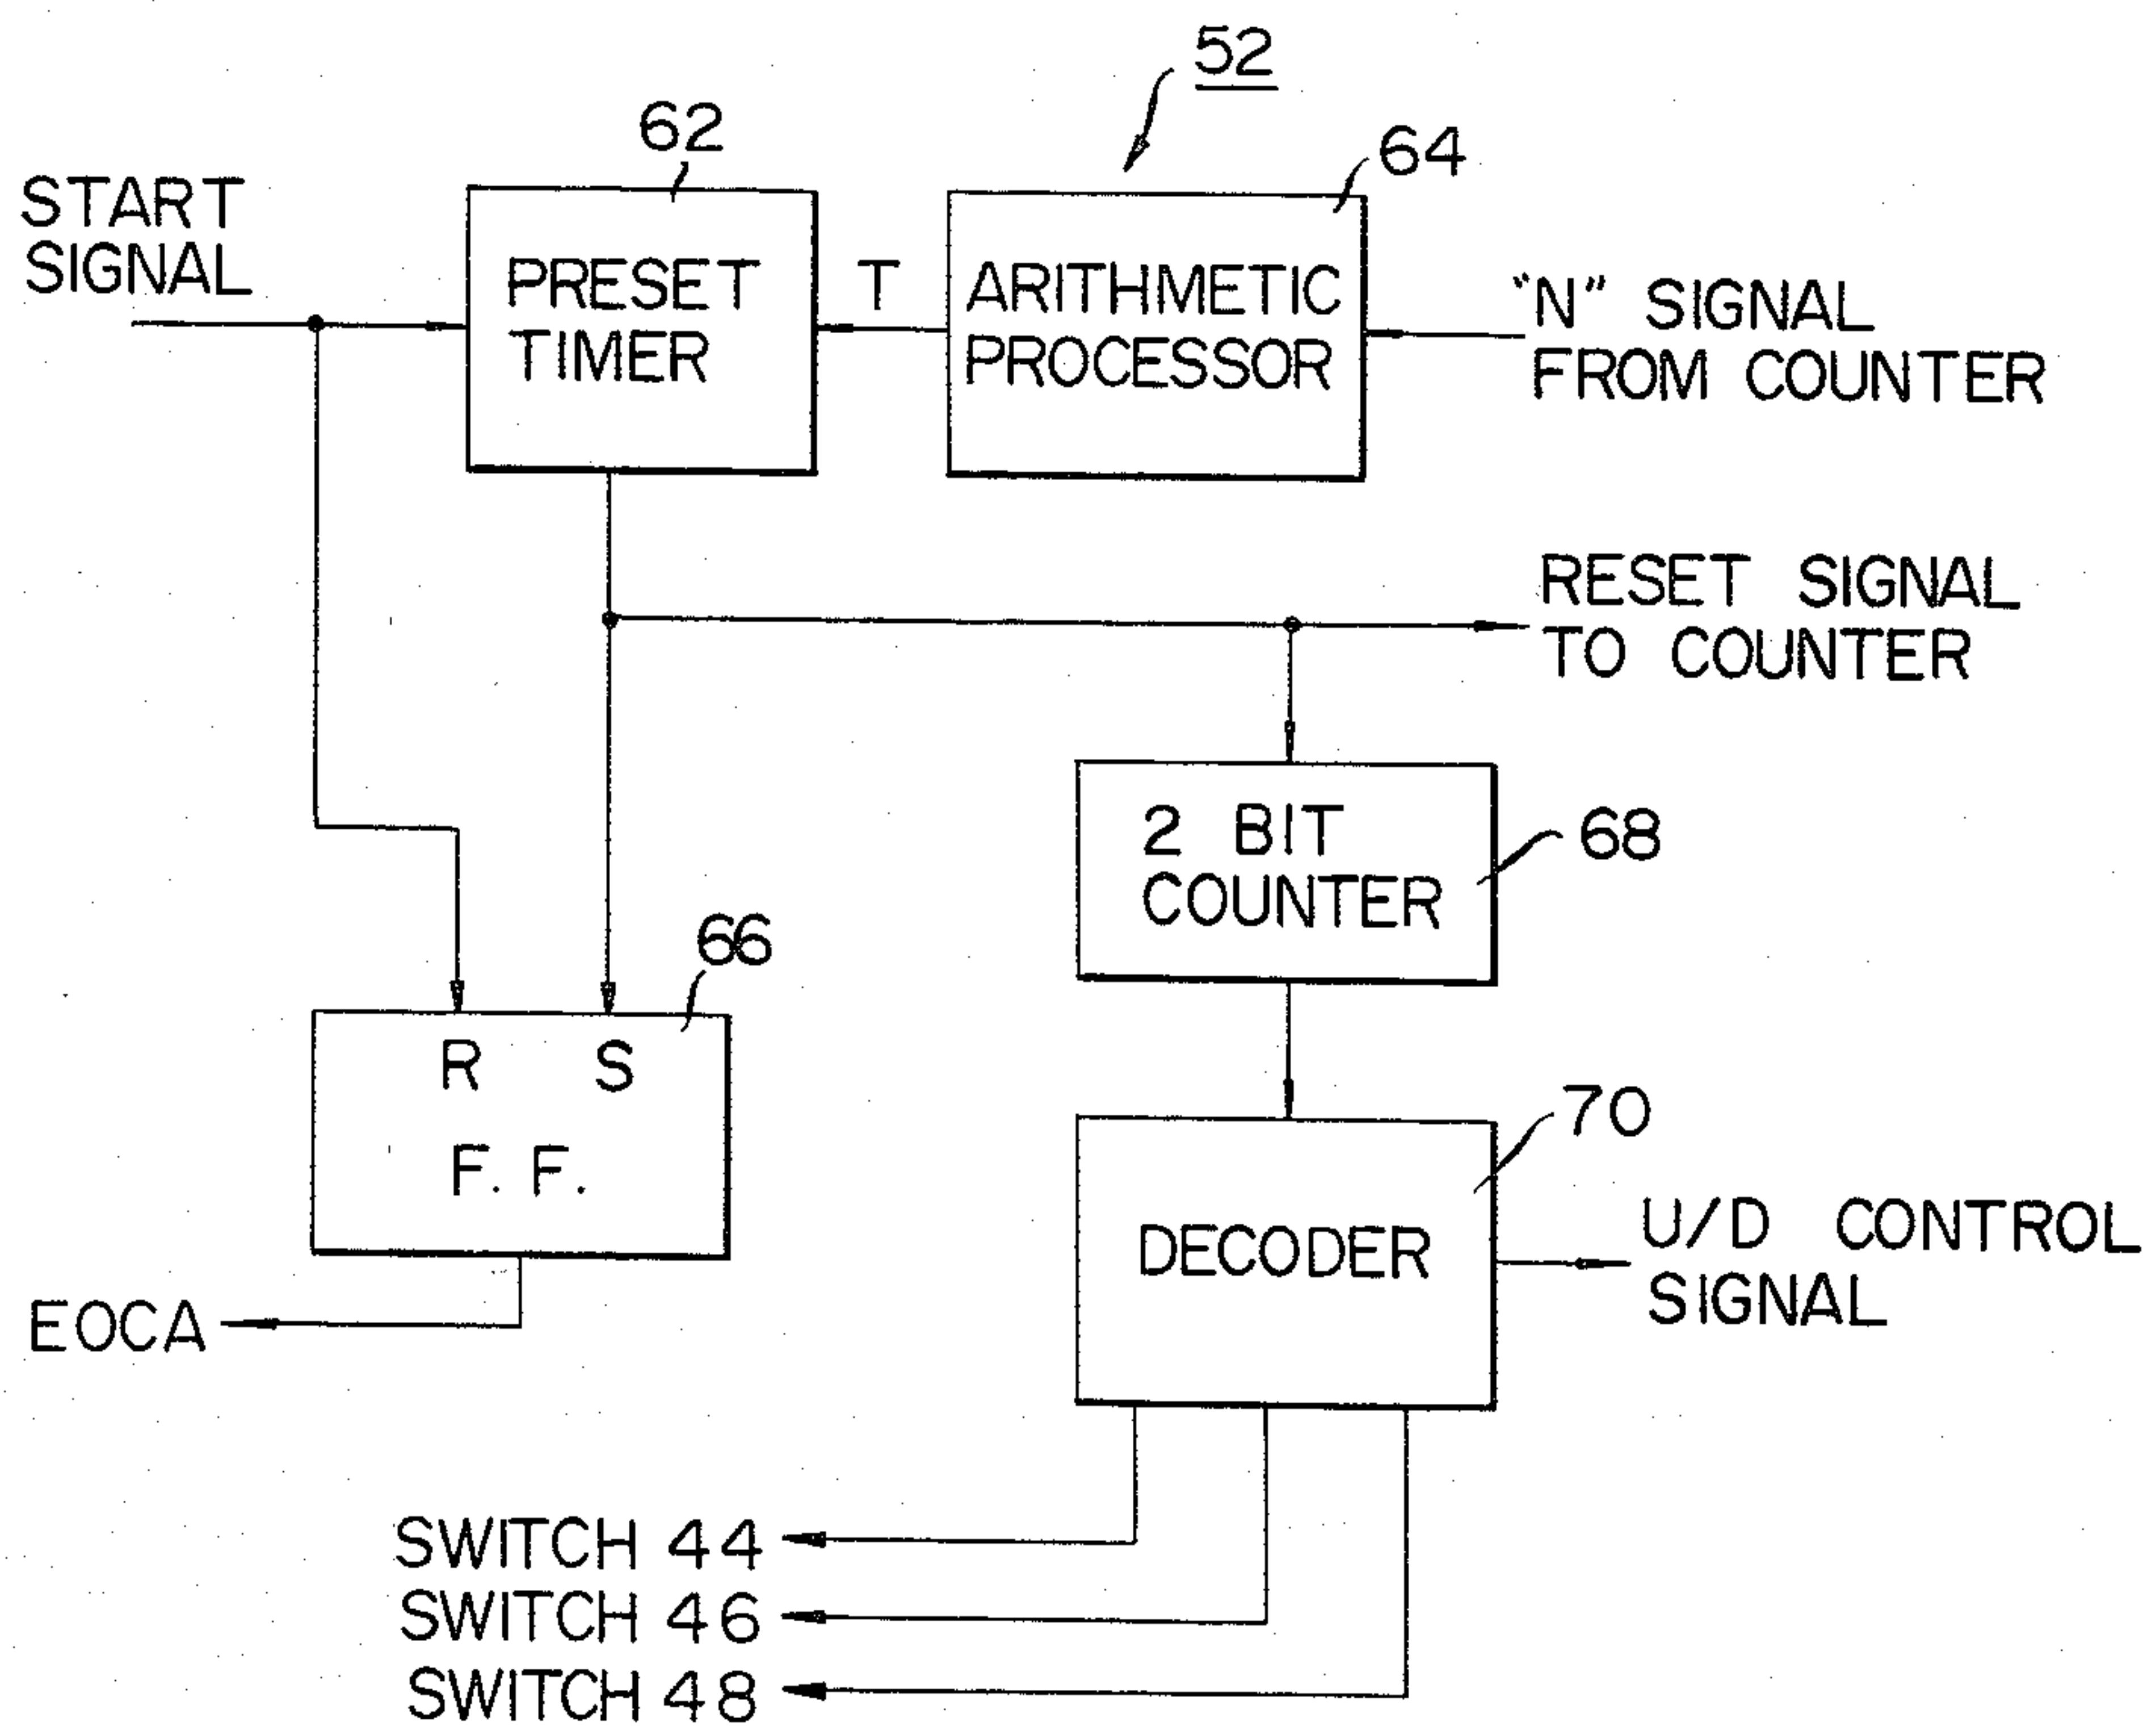 52
62
64
START
SIGNAL
PRESET
TIMER
T
ARITHMETIC
PROCESSOR
"N" SIGNAL
FROM COUNTER
RESET SIGNAL
TO COUNTER
2 BIT
COUNTER
68
66
R S
F. F.
70
DECODER
U/D CONTROL
SIGNAL
EOCA
SWITCH 44
SWITCH 46
SWITCH 48